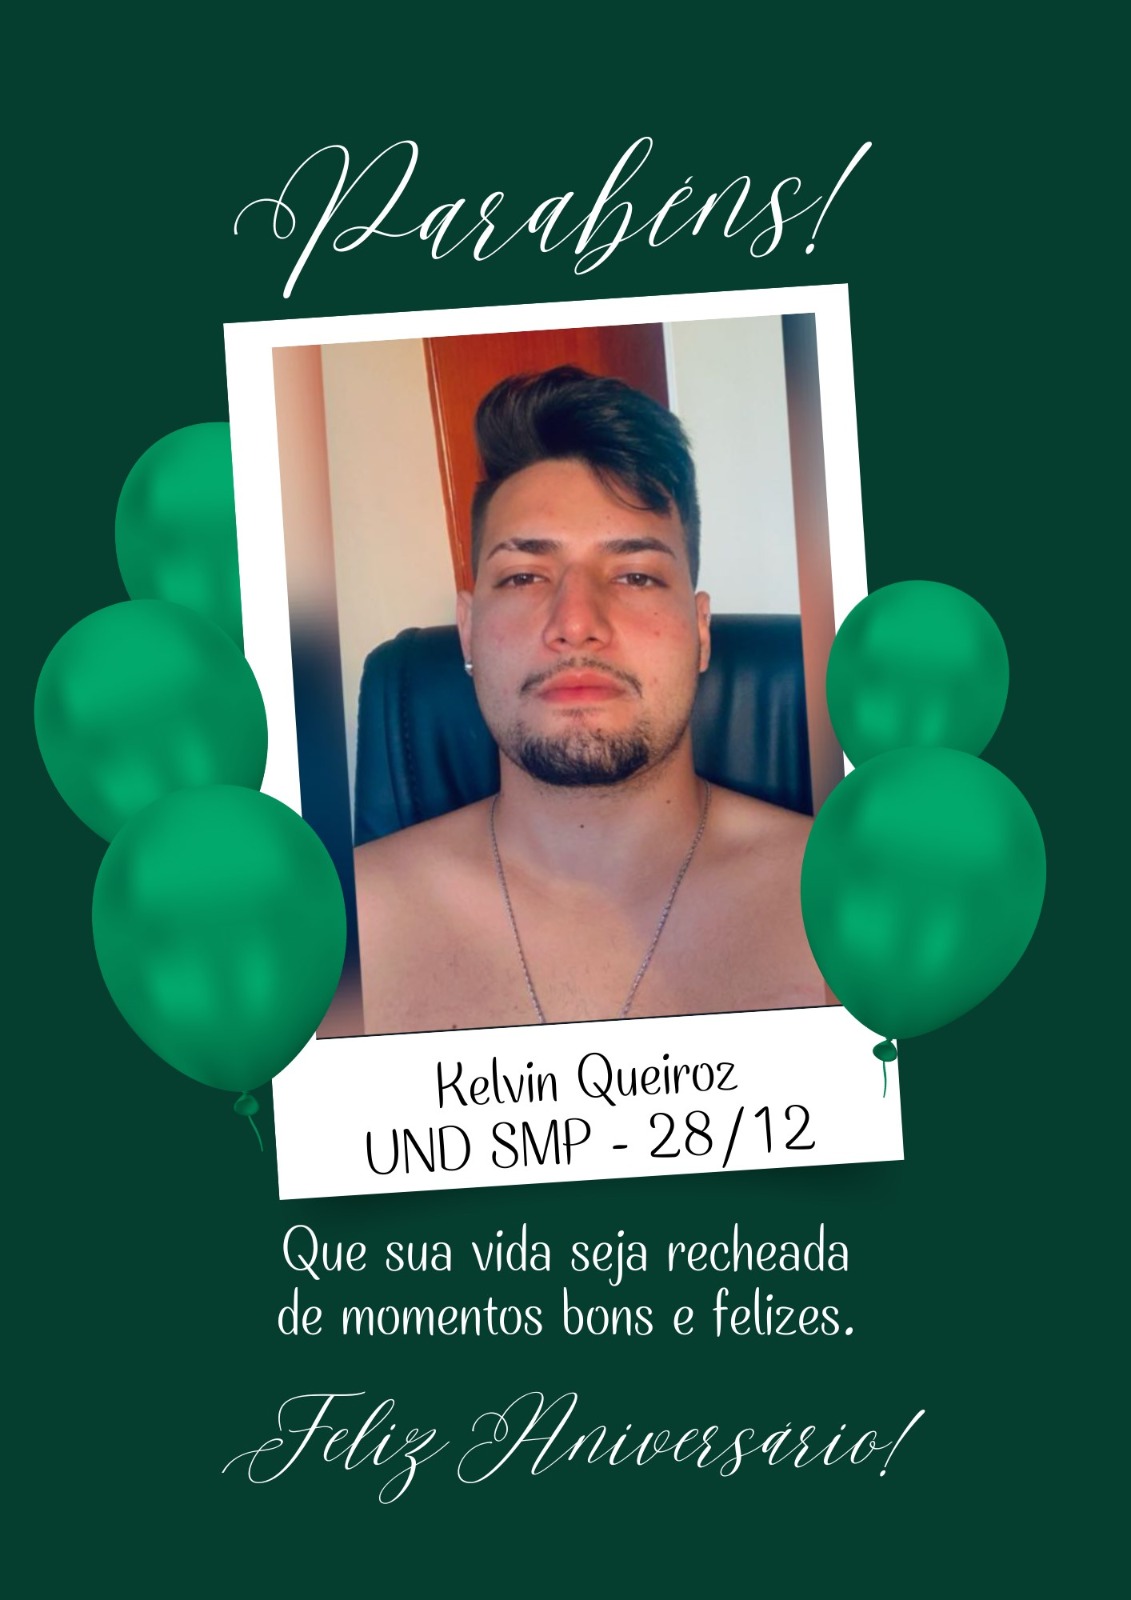 Parabéns!
Kelvin Queiroz
UND SMP - 28/12
Que sua vida seja recheada
de momentos bons e felizes.
Feliz Aniversário!